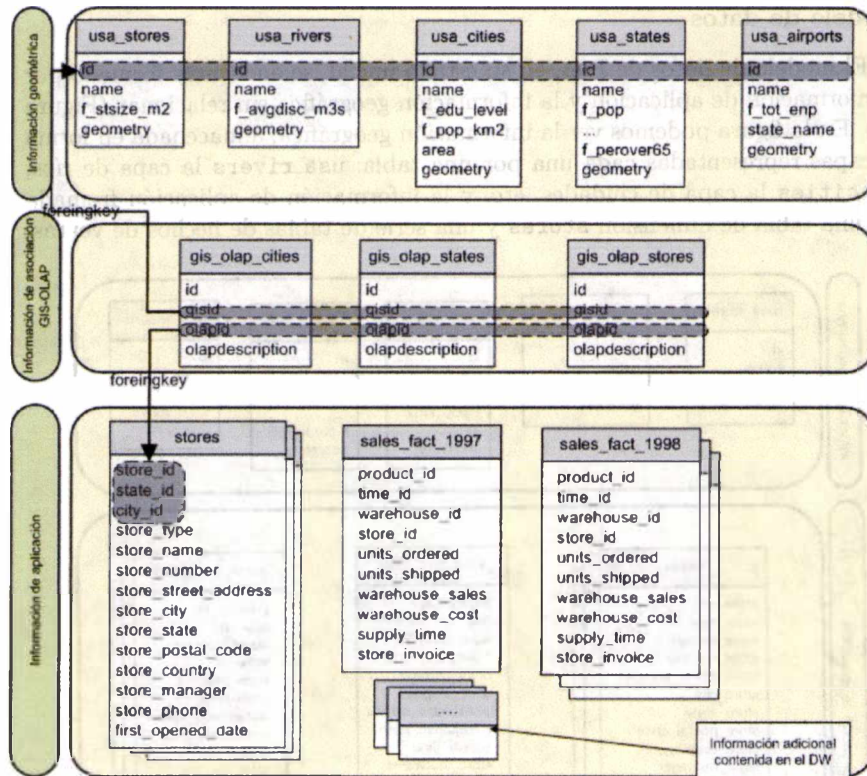 Información geométrica
usa_stores
id
name
f_stsize_m2
geometry
usa_rivers
id
name
f_avgdisc_m3s
geometry
usa_cities
id
name
f_edu_level
f_pop_km2
area
geometry
usa_states
id
name
f_pop
f_perover65
geometry
usa_airports
id
name
f_tot_enp
state_name
geometry
foreingkey
Información de asociación
GIS-OLAP
gis_olap_cities
id
gisid
olapid
olapdescription
gis_olap_states
id
gisid
olapid
olapdescription
gis_olap_stores
id
gisid
olapid
olapdescription
foreingkey
Información de aplicación
stores
store_id
state_id
city_id
store_type
store_name
store_number
store_street_address
store_city
store_state
store_postal_code
store_country
store_manager
store_phone
first_opened_date
sales_fact_1997
product_id
time_id
warehouse_id
store_id
units_ordered
units_shipped
warehouse_sales
warehouse_cost
supply_time
store_invoice
sales_fact_1998
product_id
time_id
warehouse_id
store_id
units_ordered
units_shipped
warehouse_sales
warehouse_cost
supply_time
store_invoice
Información adicional
contenida en el DW